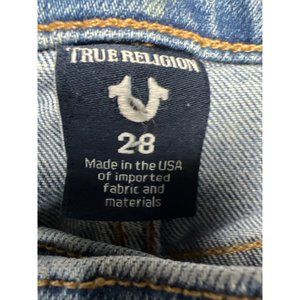 TRUE RELIGION
28
Made in the USA
of imported
fabric and
materials